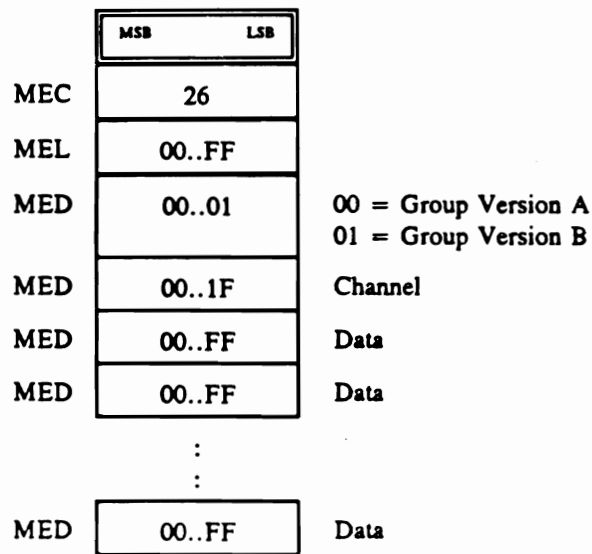 MSB LSB
MEC 26
MEL 00..FF
MED 00..01 00 = Group Version A
01 = Group Version B
MED 00..1F Channel
MED 00..FF Data
MED 00..FF Data
:
:
MED 00..FF Data